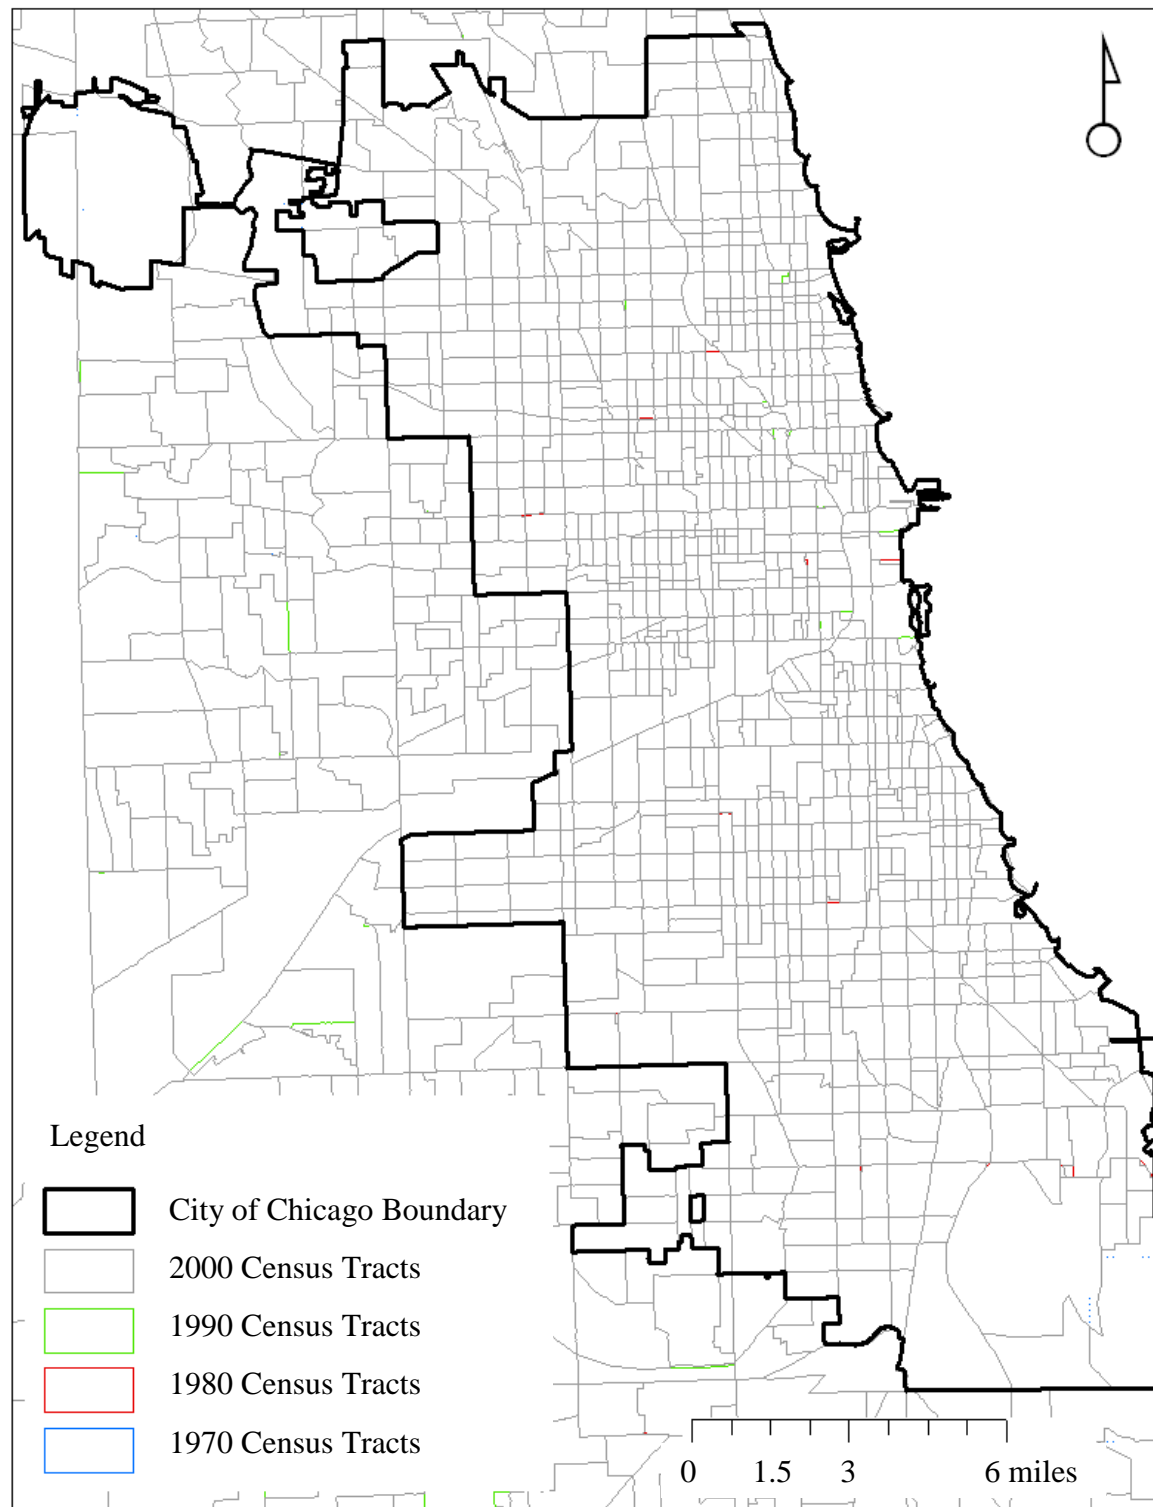 Legend
City of Chicago Boundary
2000 Census Tracts
1990 Census Tracts
1980 Census Tracts
1970 Census Tracts
0 1.5 3 6 miles